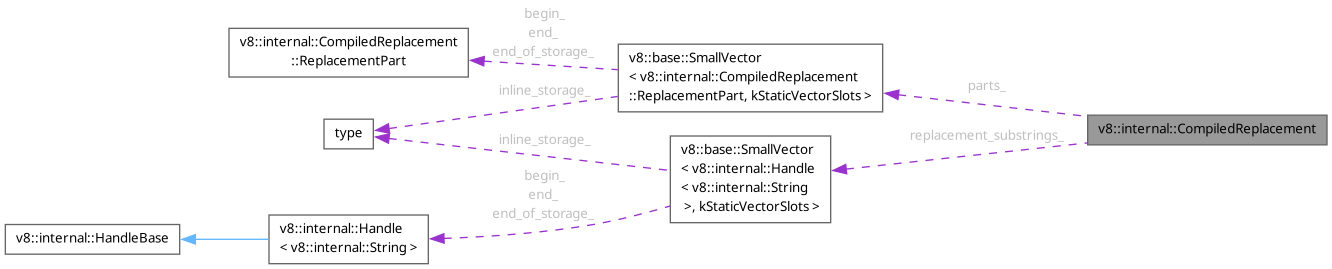 begin_
end_
end_of_storage_
v8::internal::CompiledReplacement
::ReplacementPart
v8::base::SmallVector
< v8::internal::CompiledReplacement
::ReplacementPart, kStaticVectorSlots >
inline_storage_
parts_
type
v8::internal::CompiledReplacement
inline_storage_
replacement_substrings_
v8::base::SmallVector
< v8::internal::Handle
< v8::internal::String
>, kStaticVectorSlots >
begin_
end_
end_of_storage_
v8::internal::HandleBase
v8::internal::Handle
< v8::internal::String >